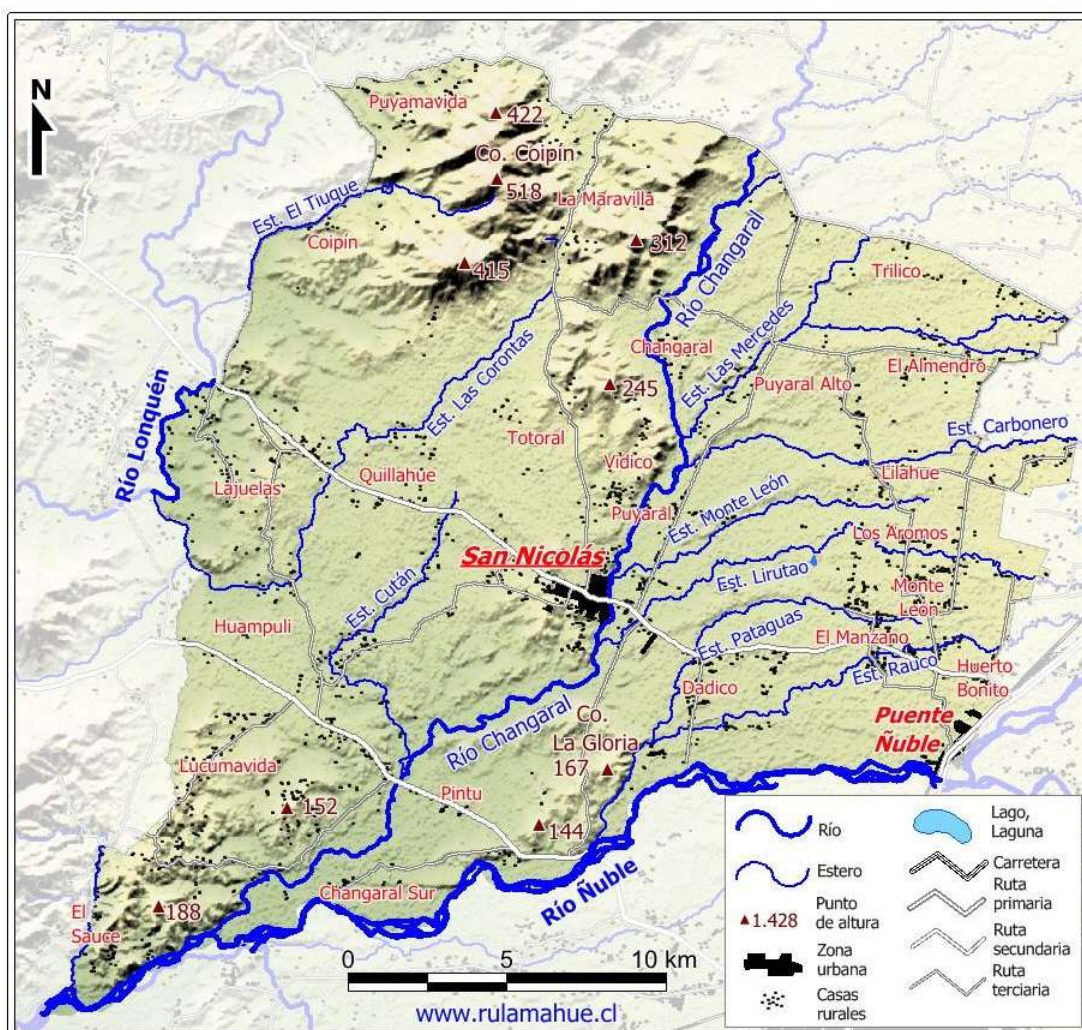 N
Puyamavida
422
Co. Coipín
518
La Maravilla
Est. El Tiuque
Coipín
312
415
Río Changaral
Trilico
Est. Las Mercedes
Changaral
Est. Las Corontas
El Almendro
Puyaral Alto
245
Río Lonquén
Est. Carbonero
Totoral
Vidico
Quillahue
Lilahue
Lajuelas
Puyaral
Est. Monte León
Los Aromos
San Nicolás
Est. Lirutao
Est. Cután
Monte
León
Huampuli
Est. Pataguas
El Manzano
Est. Rauco
Huerto
Bonito
Dadico
Río Changaral
Co.
La Gloria
167
Puente
Ñuble
Lucumavida
152
Pintu
144
Changaral Sur
Río Ñuble
El
Sauce
188
0 5 10 km
www.rulamahue.cl
Río
Estero
1.428
Punto
de altura
Zona
urbana
Casas
rurales
Lago,
Laguna
Carretera
Ruta
primaria
Ruta
secundaria
Ruta
terciaria